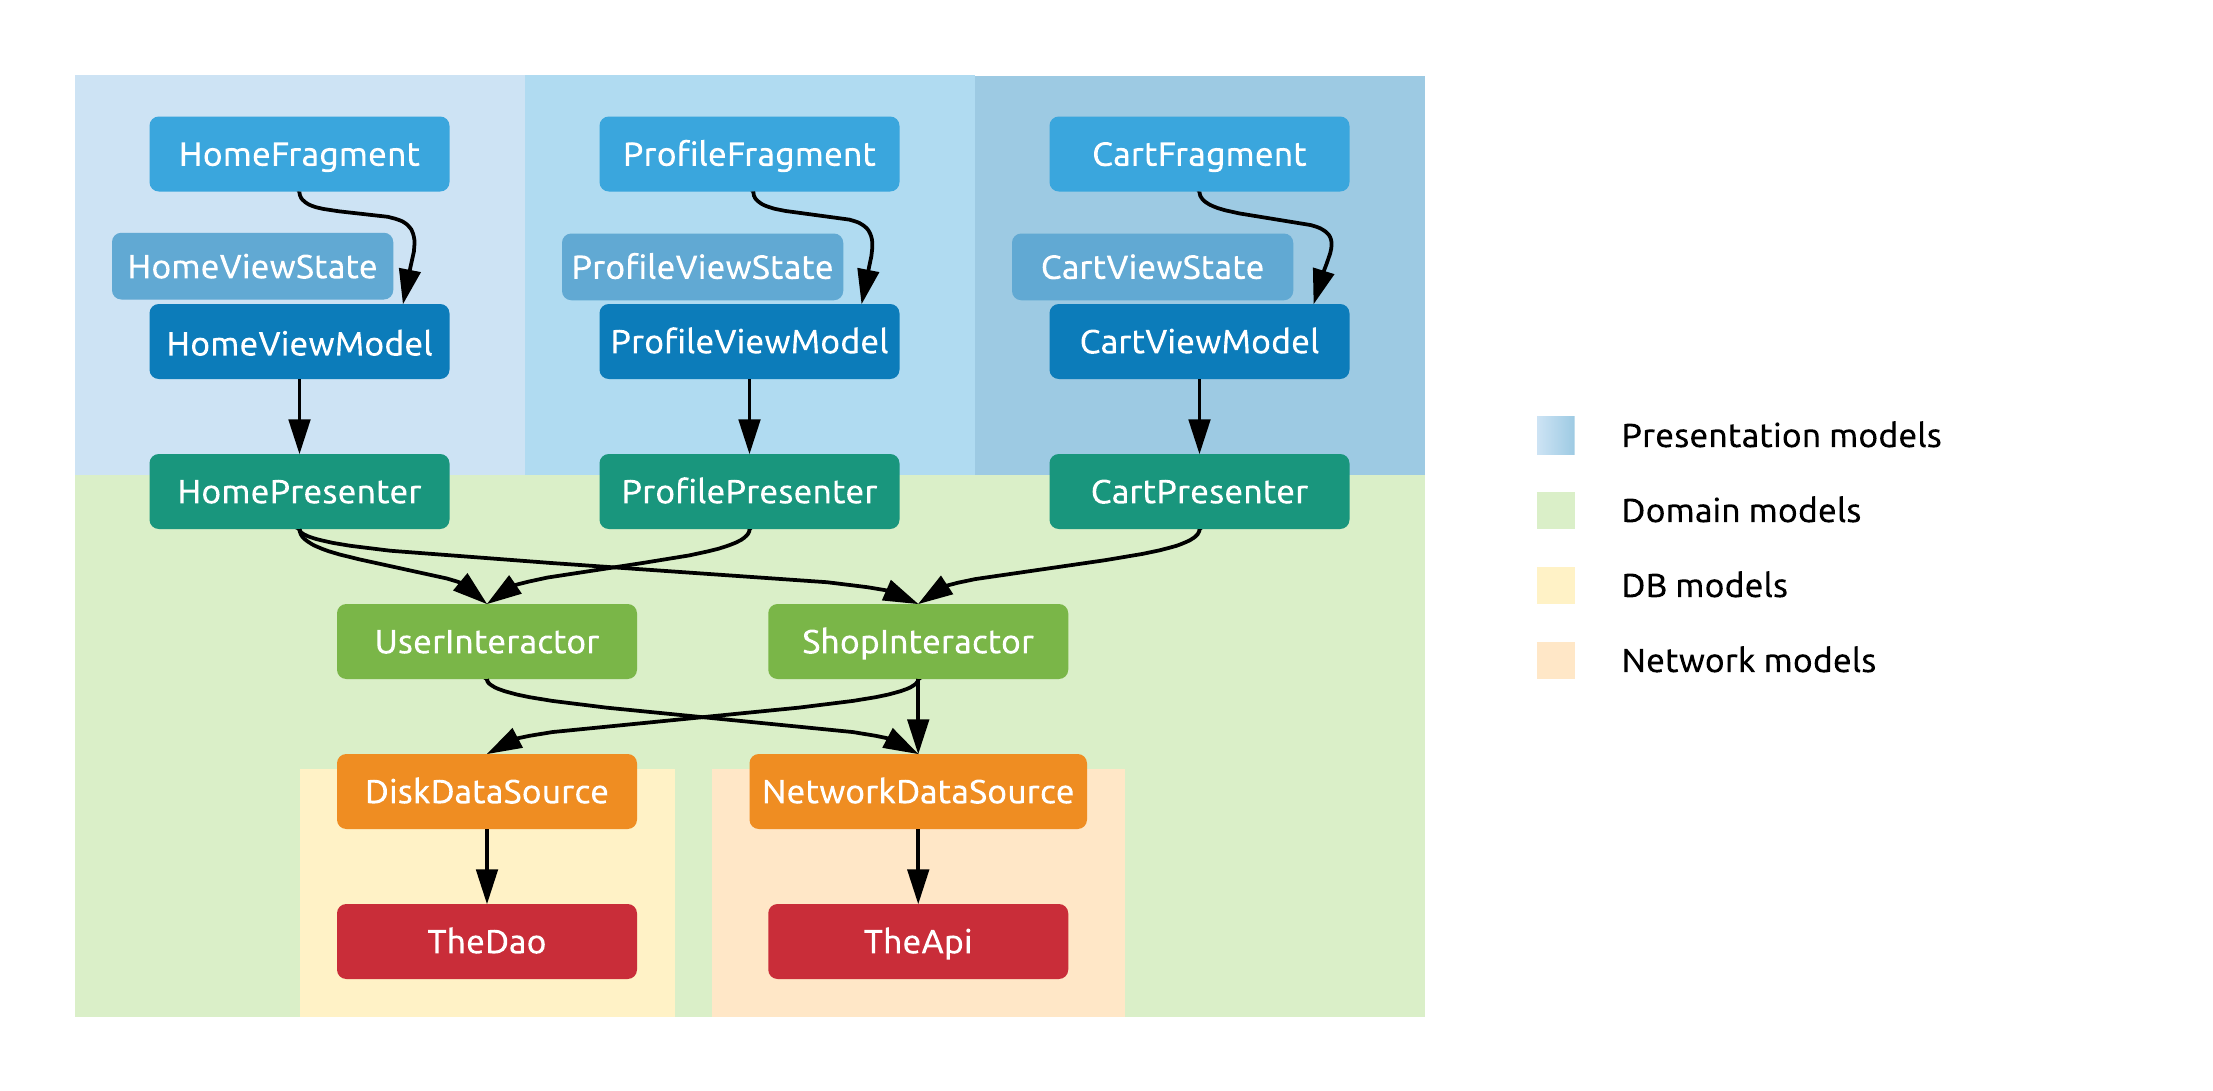 HomeFragment
ProfileFragment
CartFragment
HomeViewState
ProfileViewState
CartViewState
HomeViewModel
ProfileViewModel
CartViewModel
HomePresenter
ProfilePresenter
CartPresenter
UserInteractor
ShopInteractor
DiskDataSource
NetworkDataSource
TheDao
TheApi
Presentation models
Domain models
DB models
Network models